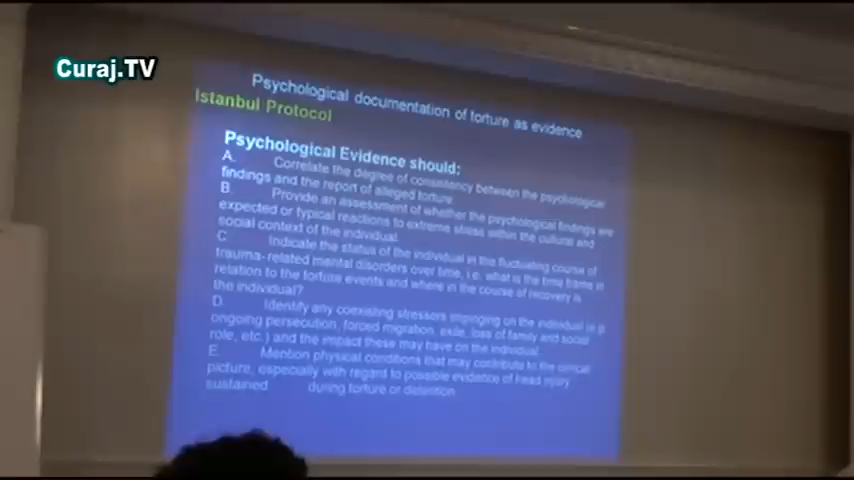 Curaj.TV
Psychological documentation of torture as evidence
Istanbul Protocol
Psychological Evidence should:
A. Correlate the degree of consistency between the psychological
findings and the report of alleged torture
B. Provide an assessment of whether the psychological findings are
expected or typical reactions to extreme stress within the cultural and
social context of the individual.
C. Indicate the status of the individual in the fluctuating course of
trauma-related mental disorders over time, i.e. what is the time frame in
relation to the torture events and where in the course of recovery is
the individual?
D. Identify any coexisting stressors impinging on the individual (e.g.
ongoing persecution, forced migration, exile, loss of family and social
role, etc.) and the impact these may have on the individual.
E. Mention physical conditions that may contribute to the clinical
picture, especially with regard to possible evidence of head injury
sustained during torture or detention